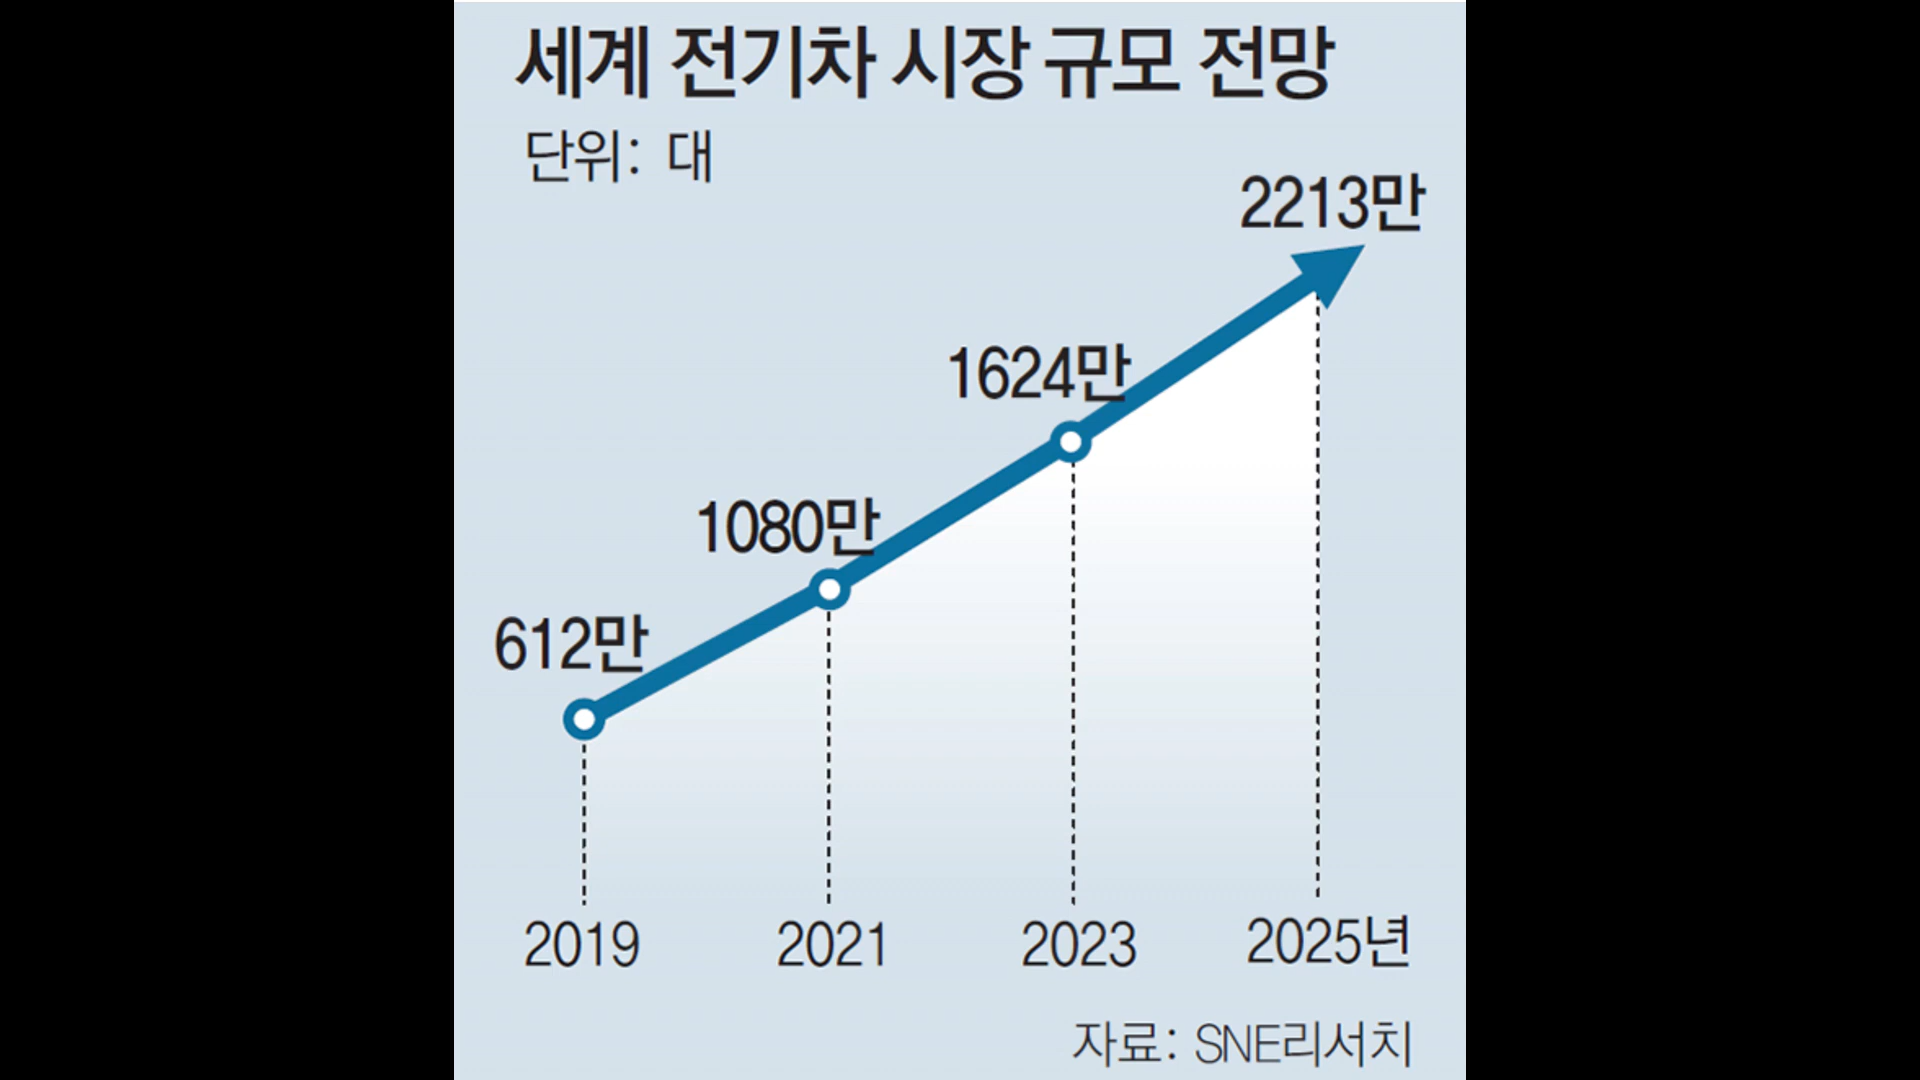 세계 전기차 시장 규모 전망
단위: 대
2213만
1624만
1080만
612만
2019 2021 2023 2025년
자료: SNE리서치